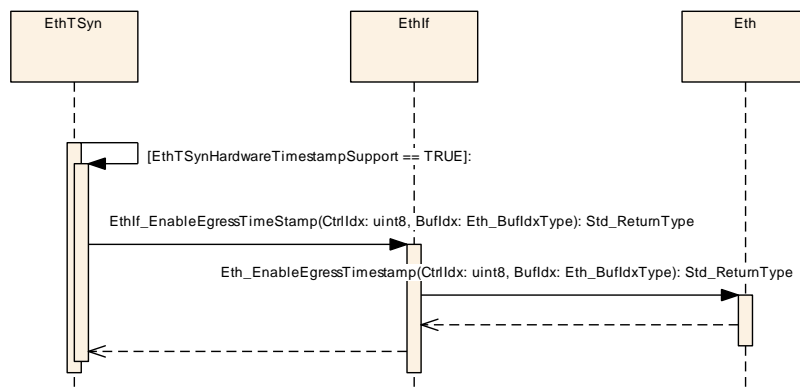 EthTSyn
EthIf
Eth
[EthTSynHardwareTimestampSupport == TRUE]:
EthIf_EnableEgressTimeStamp(CtrlIdx: uint8, BufIdx: Eth_BufIdxType): Std_ReturnType
Eth_EnableEgressTimestamp(CtrlIdx: uint8, BufIdx: Eth_BufIdxType): Std_ReturnType